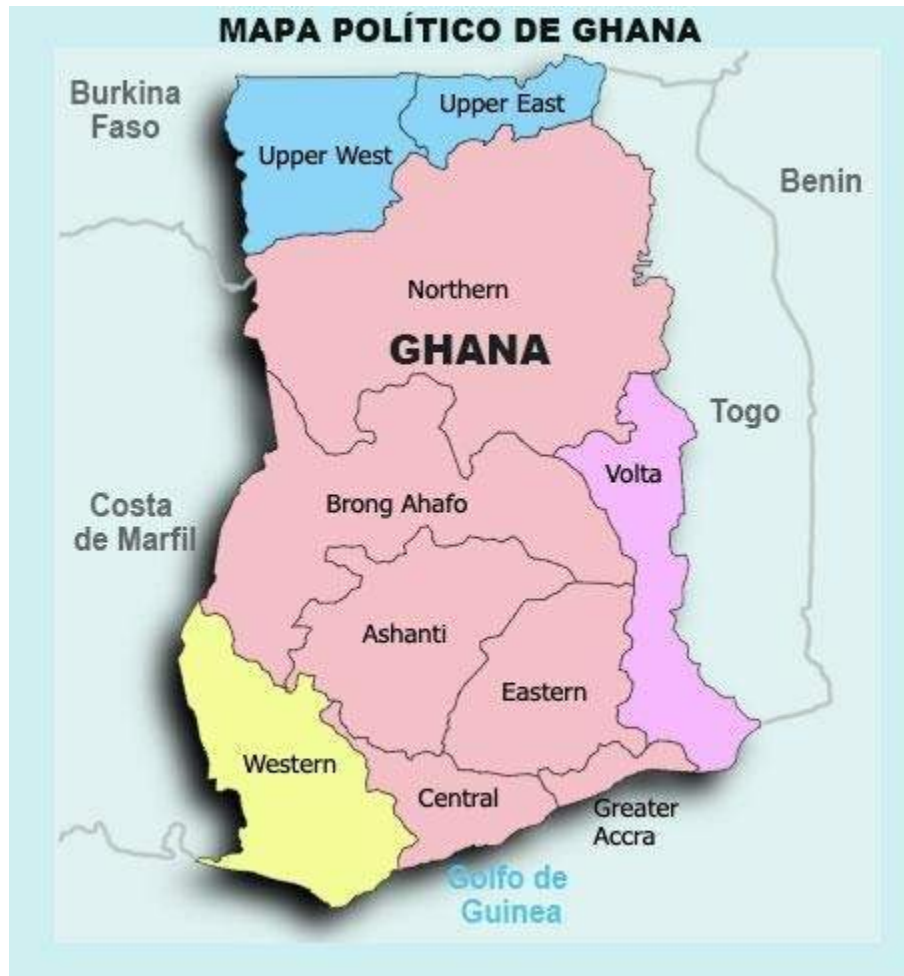 MAPA POLÍTICO DE GHANA
Burkina
Faso
Upper East
Upper West
Benin
Northern
GHANA
Togo
Volta
Costa
de Marfil
Brong Ahafo
Ashanti
Eastern
Western
Central
Greater
Accra
Golfo de
Guinea